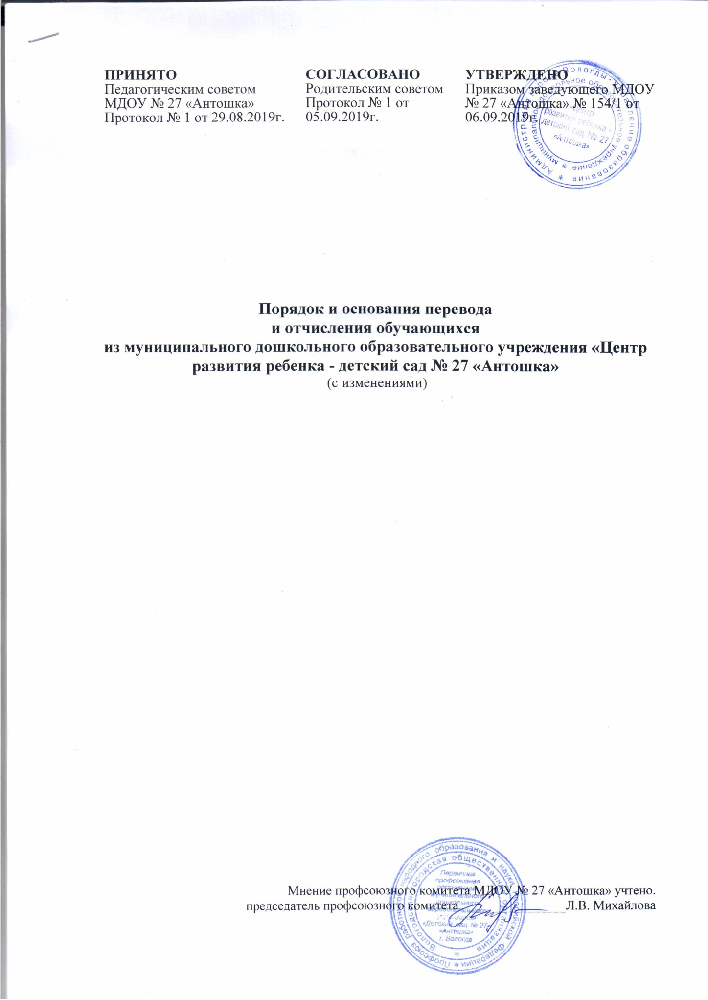 ПРИНЯТО
Педагогическим советом
МДОУ № 27 «Антошка»
Протокол № 1 от 29.08.2019г.
СОГЛАСОВАНО
Родительским советом
Протокол № 1 от
05.09.2019г.
УТВЕРЖДЕНО
Приказом заведующего МДОУ
№ 27 «Антошка» № 154/1 от
06.09.2019г.
Администрация города Вологды • Управление образования *
муниципальное дошкольное образовательное учреждение *
«Центр
развития ребенка -
детский сад № 27
«Антошка»
Порядок и основания перевода
и отчисления обучающихся
из муниципального дошкольного образовательного учреждения «Центр
развития ребенка - детский сад № 27 «Антошка»
(с изменениями)
Мнение профсоюзного комитета МДОУ № 27 «Антошка» учтено.
председатель профсоюзного комитета Л.В. Михайлова
Профсоюз работников народного образования и науки Российской Федерации *
Вологодская городская общественная организация *
Первичная
профсоюзная
организация
муниципального
дошкольного
образовательного
учреждения
«Детский сад № 27
«Антошка»
г. Вологда